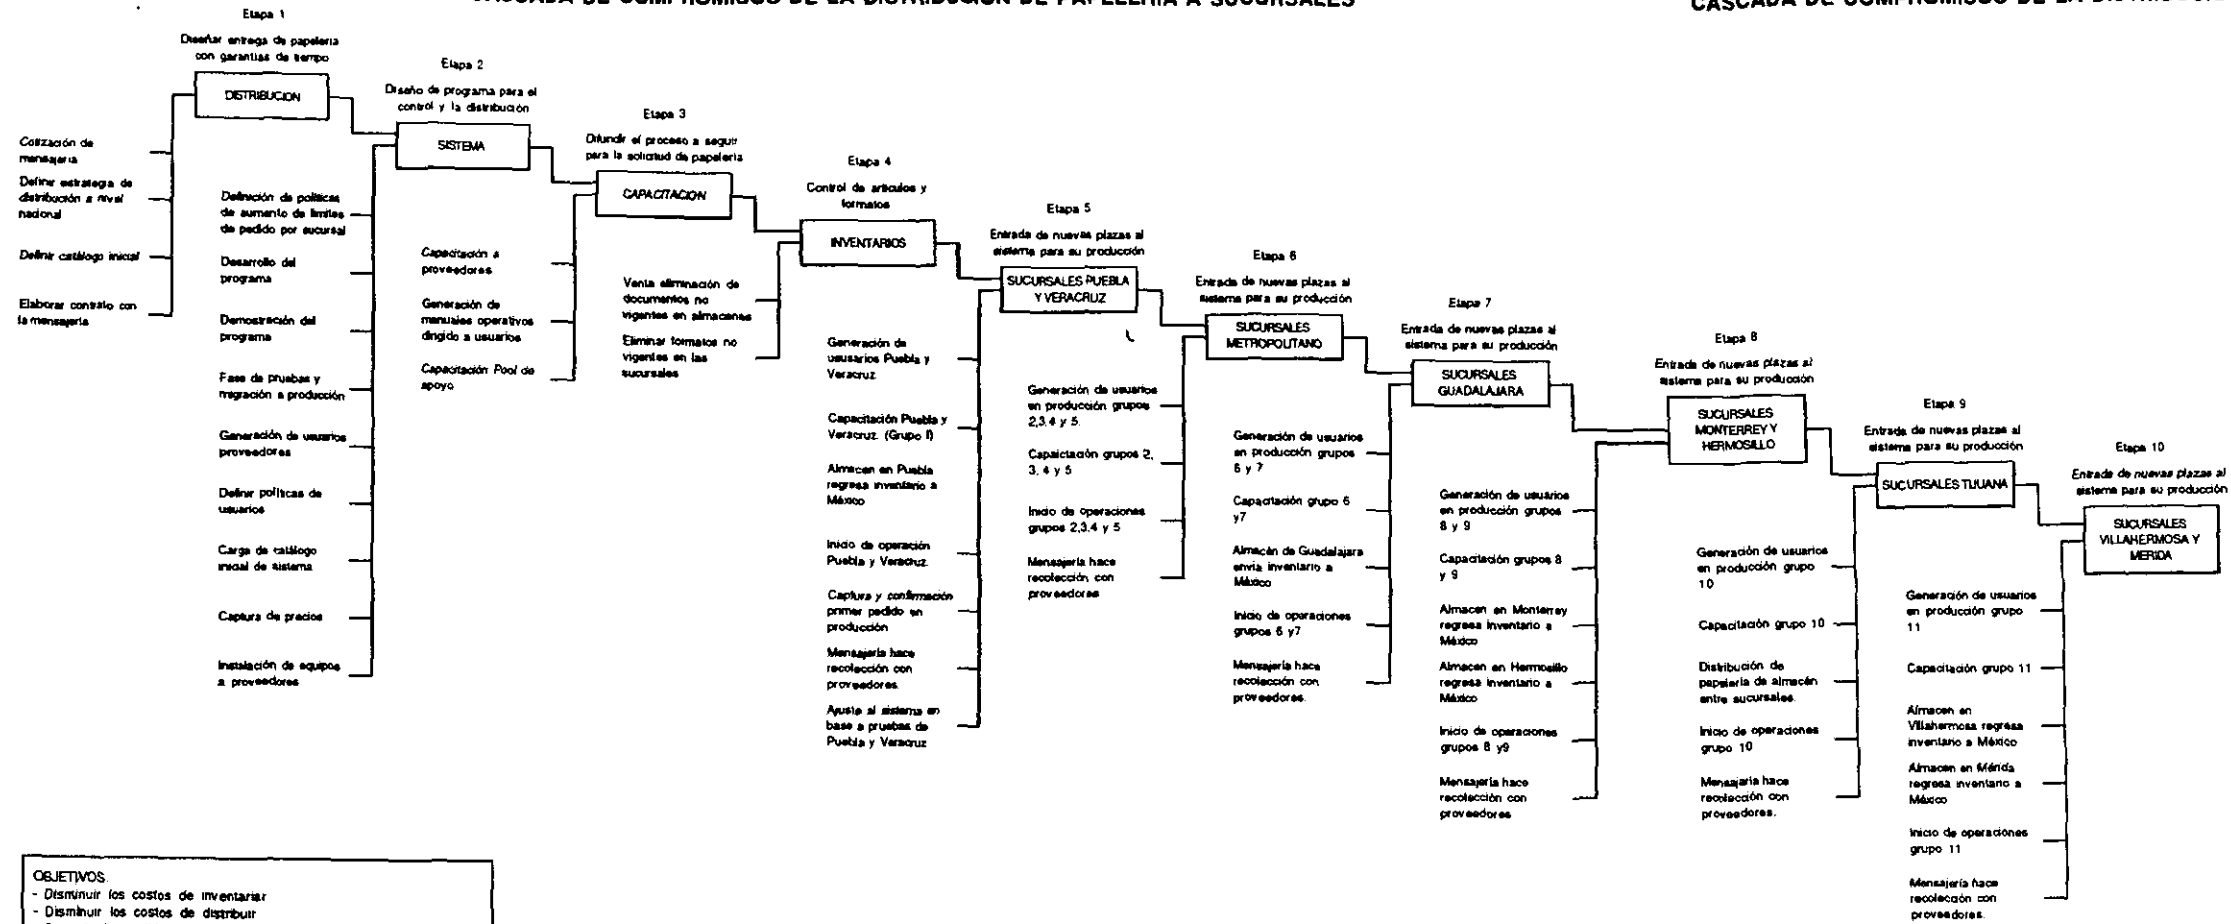 CASCADA DE COMPROMISOS DE LA DISTRIBUCION DE PAPELERIA A SUCURSALES
CASCADA DE COMPROMISOS DE LA
Etapa 1
Diseñar entrega de papeleria
con garantías de tiempo
DISTRIBUCION
Cotización de
mensajeria
Definir estrategia de
distribución a nivel
nacional
Definir catálogo inicial
Elaborar contrato con
la mensajería
Etapa 2
Diseño de programa para el
control y la distribución
SISTEMA
Definición de políticas
de aumento de limites
de pedido por sucursal
Desarrollo del
programa
Demostración del
programa
Fase de pruebas y
migración a producción
Generación de usuarios
proveedores
Definir políticas de
usuarios
Carga de catálogo
inicial de sistema
Captura de precios
Instalación de equipos
a proveedores
Etapa 3
Difundir el proceso a seguir
para la solicitud de papelería
CAPACITACION
Capacitación a
proveedores
Generación de
manuales operativos
dirigido a usuarios
Capacitación Pool de
apoyo
Etapa 4
Control de articulos y
formatos
INVENTARIOS
Venta eliminación de
documentos no
vigentes en almacenes
Eliminar formatos no
vigentes en las
sucursales
Etapa 5
Entrada de nuevas plazas al
sistema para su producción
SUCURSALES PUEBLA
Y VERACRUZ
Generación de
ususarios Puebla y
Veracruz
Capacitación Puebla y
Veracruz. (Grupo I)
Almacen en Puebla
regresa inventario a
México
Inicio de operación
Puebla y Veracruz
Captura y confirmación
primer pedido en
producción
Mensajería hace
recolección con
proveedores.
Ajuste al sistema en
base a pruebas de
Puebla y Veracruz
Etapa 6
Entrada de nuevas plazas al
sistema para su producción
SUCURSALES
METROPOLITANO
Generación de usuarios
en producción grupos
2,3.4 y 5.
Capaictación grupos 2,
3, 4 y 5
Inicio de operaciones
grupos 2,3.4 y 5
Mensajería hace
recolección, con
proveedores
Etapa 7
Entrada de nuevas plazas al
sistema para su producción
SUCURSALES
GUADALAJARA
Generación de usuarios
en producción grupos
6 y 7
Capacitación grupo 6
y7
Almacén de Guadalajara
envía inventario a
México
Inicio de operaciones
grupos 6 y7
Mensajería hace
recolección con
proveedores.
Etapa 8
Entrada de nuevas plazas al
sistema para su producción
SUCURSALES
MONTERREY Y
HERMOSILLO
Generación de usuarios
en producción grupos
8 y 9
Capacitación grupos 8
y 9
Almacen en Monterrey
regresa inventario a
México
Almacen en Hermosillo
regresa inventario a
México
Inicio de operaciones
grupos 8 y9
Mensajería hace
recolección con
proveedores
Etapa 9
Entrada de nuevas plazas al
sistema para su producción
SUCURSALES TIJUANA
Generación de usuarios
en producción grupo
10
Capacitación grupo 10
Distribución de
papelería de almacén
entre sucursales.
Inicio de operaciones
grupo 10
Mensajería hace
recolección con
proveedores.
Etapa 10
Entrada de nuevas plazas al
sistema para su producción
SUCURSALES
VILLAHERMOSA Y
MERIDA
Generación de usuarios
en producción grupo
11
Capacitación grupo 11
Almacen en
Villahermosa regresa
inventario a México
Almacen en Mérida
regresa inventario a
México
Inicio de operaciones
grupo 11
Mensajería hace
recolección con
proveedores.
OBJETIVOS.
- Disminuir los costos de inventariar
- Disminuir los costos de distribuir